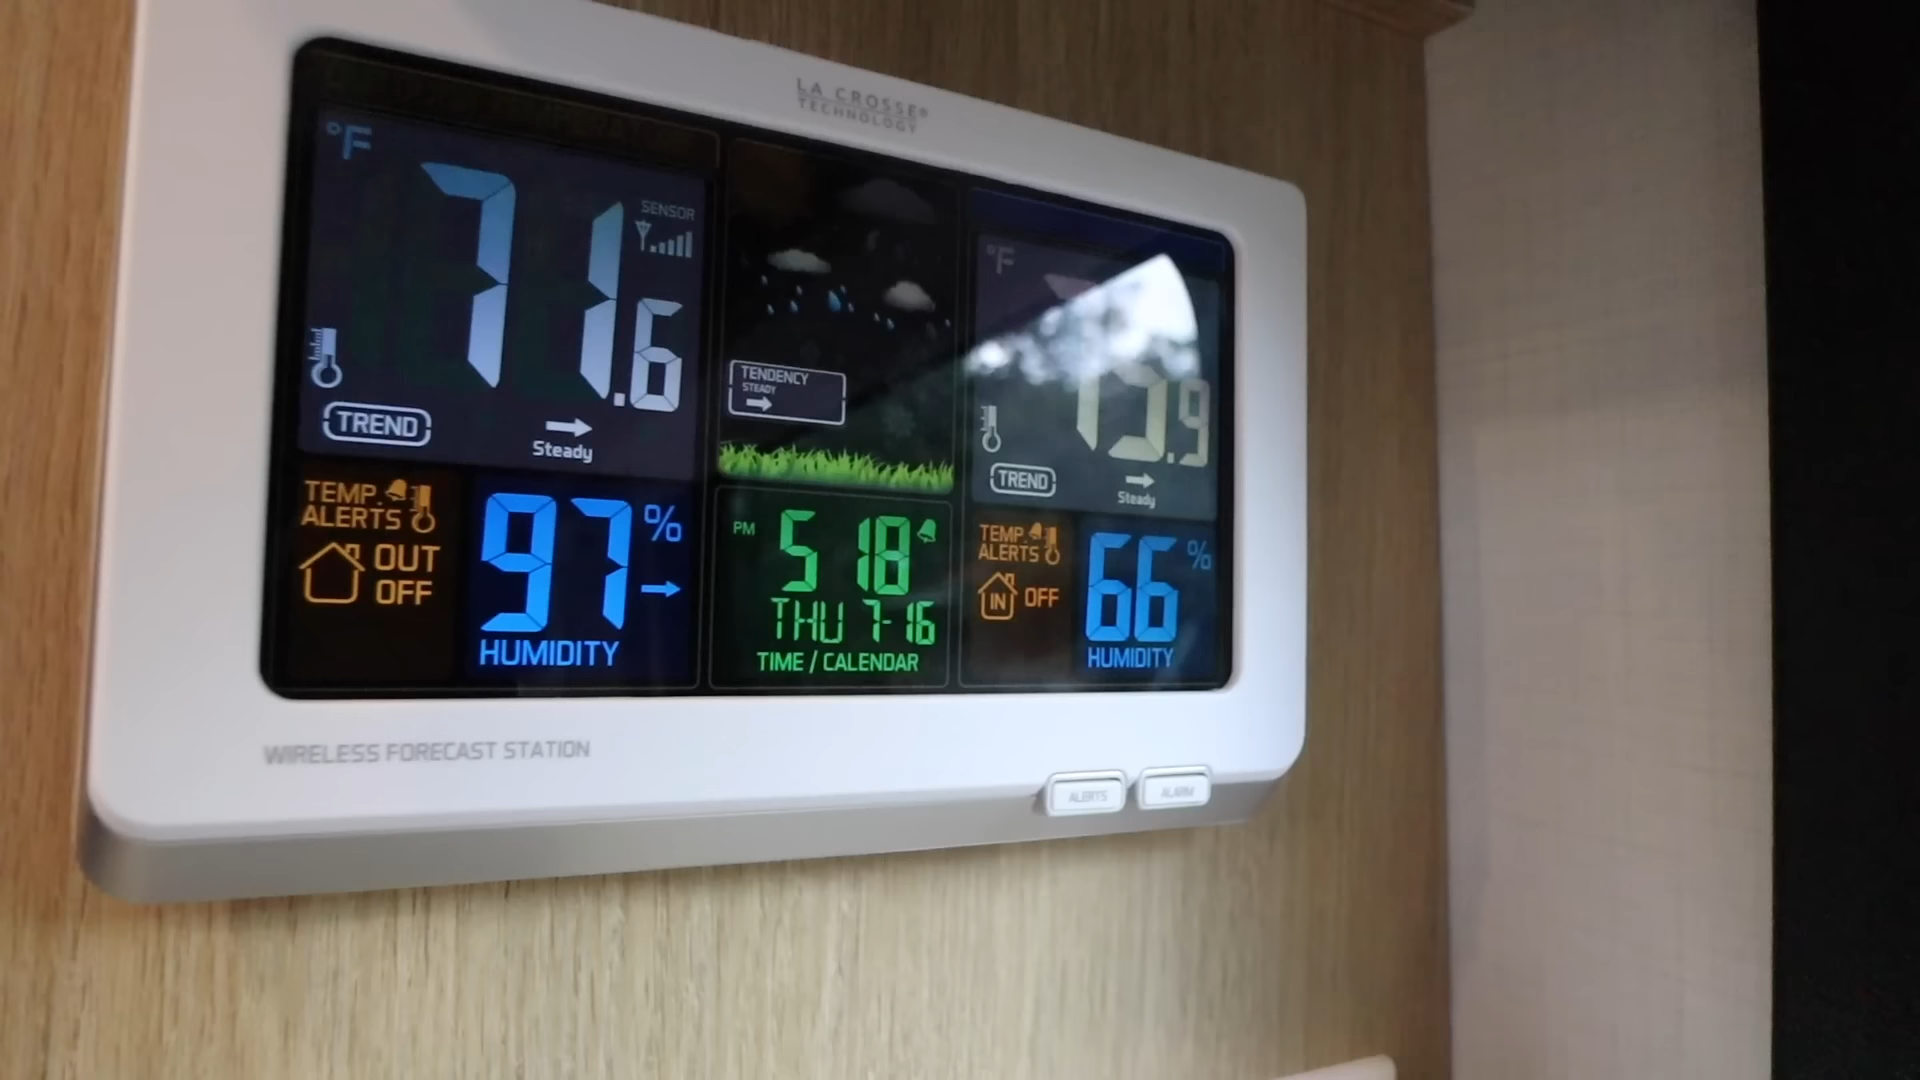 LA CROSSE®
TECHNOLOGY
°F
71.6
SENSOR
TREND
Steady
TEMP.
ALERTS
OUT
OFF
97%
HUMIDITY
TENDENCY
STEADY
PM
5 18
THU 7-16
TIME / CALENDAR
°F
TREND
Steady
TEMP.
ALERTS
IN
OFF
66%
HUMIDITY
WIRELESS FORECAST STATION
ALERTS
ALARM